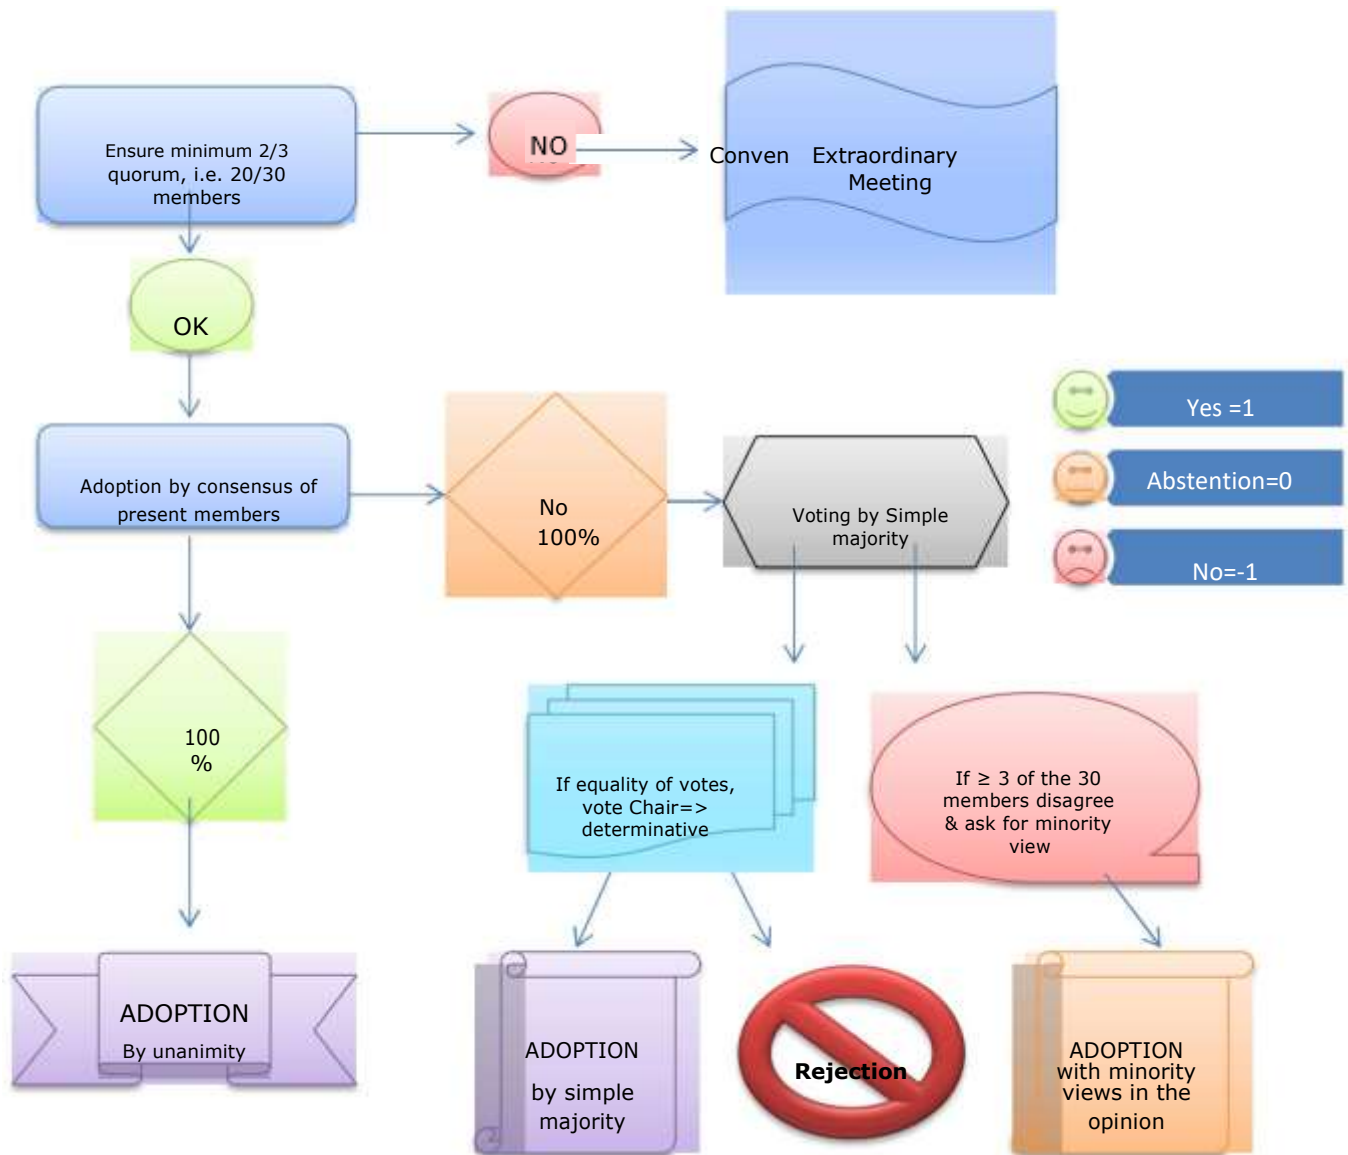 Ensure minimum 2/3
quorum, i.e. 20/30
members
NO
Conven Extraordinary
Meeting
OK
Adoption by consensus of
present members
No
100%
Voting by Simple
majority
Yes =1
Abstention=0
No=-1
100
%
If equality of votes,
vote Chair=>
determinative
If ≥ 3 of the 30
members disagree
& ask for minority
view
ADOPTION
By unanimity
ADOPTION
by simple
majority
Rejection
ADOPTION
with minority
views in the
opinion